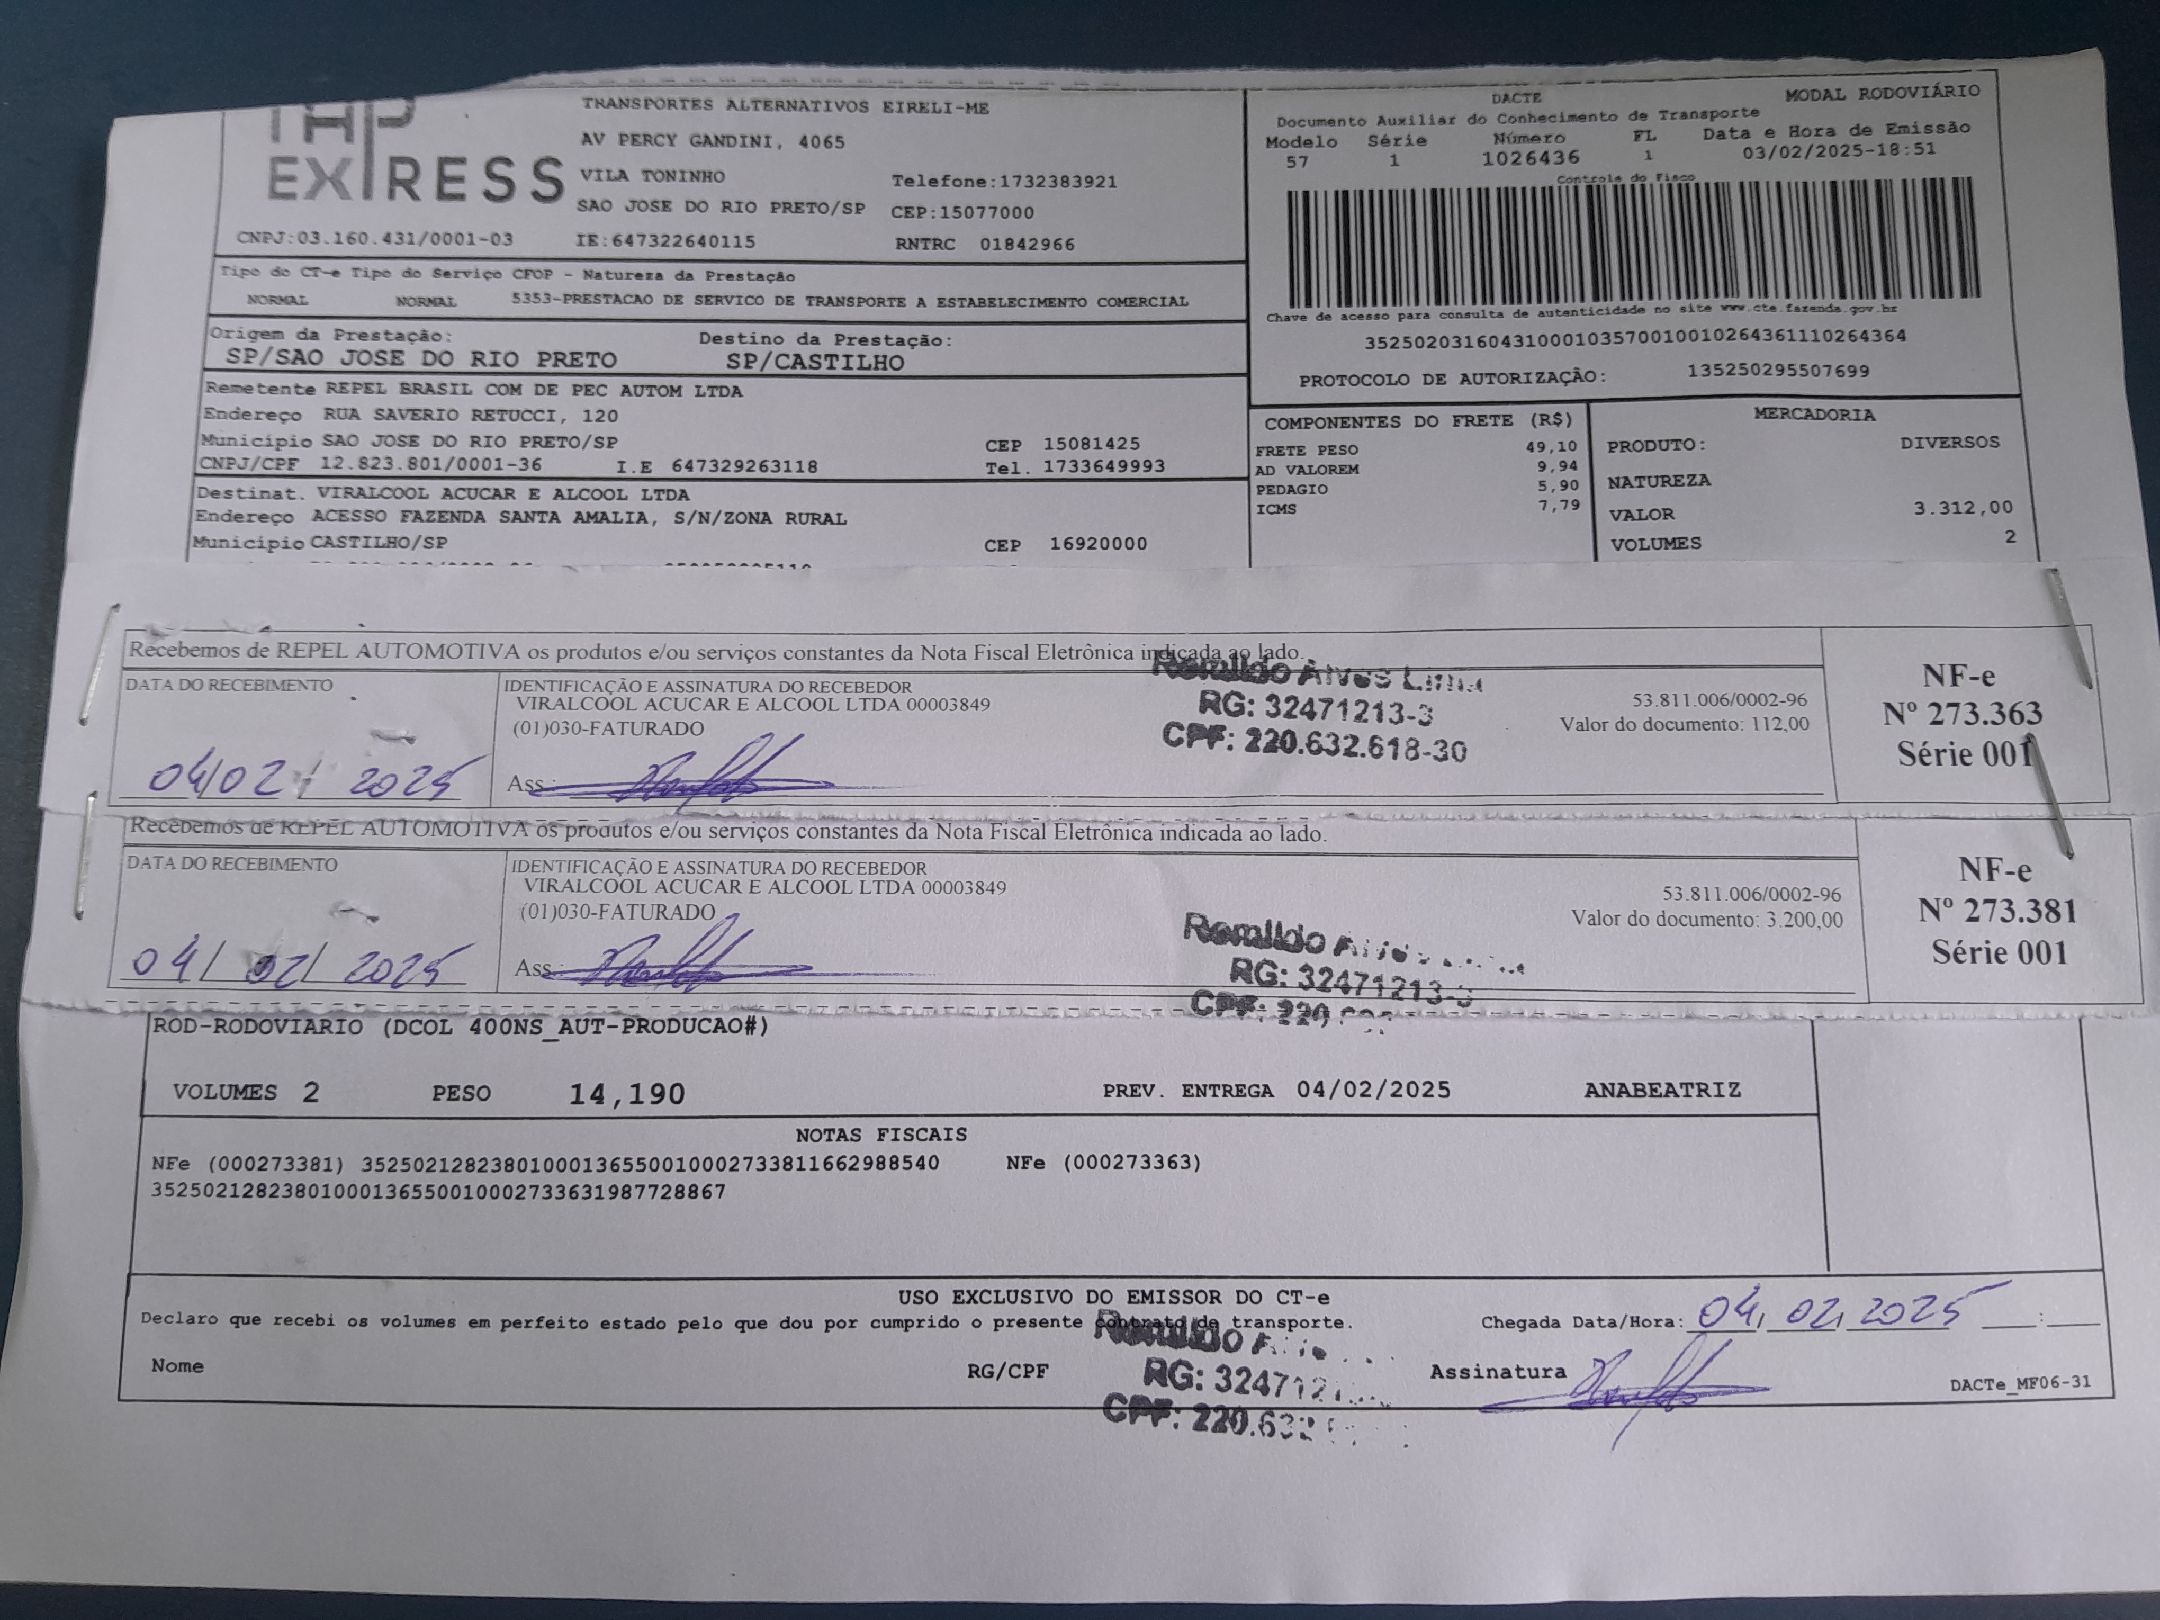 EXPRESS
TRANSPORTES ALTERNATIVOS EIRELI-ME
AV PERCY GANDINI, 4065
VILA TONINHO
Telefone:1732383921
SAO JOSE DO RIO PRETO/SP CEP:15077000
CNPJ:03.160.431/0001-03 IE:647322640115 RNTRC 01842966
DACTE MODAL RODOVIÁRIO
Documento Auxiliar do Conhecimento de Transporte
Modelo Série Número FL Data e Hora de Emissão
57 1 1026436 1 03/02/2025-18:51
Controle do Fisco
Chave de acesso para consulta de autenticidade no site www.cte.fazenda.gov.br
35250203160431000103570010010264361110264364
PROTOCOLO DE AUTORIZAÇÃO: 135250295507699
Tipo do CT-e Tipo do Serviço CFOP - Natureza da Prestação
NORMAL NORMAL 5353-PRESTACAO DE SERVICO DE TRANSPORTE A ESTABELECIMENTO COMERCIAL
Origem da Prestação: Destino da Prestação:
SP/SAO JOSE DO RIO PRETO SP/CASTILHO
Remetente REPEL BRASIL COM DE PEC AUTOM LTDA
Endereço RUA SAVERIO RETUCCI, 120
Município SAO JOSE DO RIO PRETO/SP CEP 15081425
CNPJ/CPF 12.823.801/0001-36 I.E 647329263118 Tel. 1733649993
Destinat. VIRALCOOL ACUCAR E ALCOOL LTDA
Endereço ACESSO FAZENDA SANTA AMALIA, S/N/ZONA RURAL
Município CASTILHO/SP CEP 16920000
COMPONENTES DO FRETE (R$)
FRETE PESO 49,10
AD VALOREM 9,94
PEDAGIO 5,90
ICMS 7,79
MERCADORIA
PRODUTO: DIVERSOS
NATUREZA
VALOR 3.312,00
VOLUMES 2
Recebemos de REPEL AUTOMOTIVA os produtos e/ou serviços constantes da Nota Fiscal Eletrônica indicada ao lado.
DATA DO RECEBIMENTO
04/02/2025
IDENTIFICAÇÃO E ASSINATURA DO RECEBEDOR
VIRALCOOL ACUCAR E ALCOOL LTDA 00003849
(01)030-FATURADO
Ass.:
Romildo Alves Lima
RG: 32471213-3
CPF: 220.632.618-30
53.811.006/0002-96
Valor do documento: 112,00
NF-e
Nº 273.363
Série 001
Recebemos de REPEL AUTOMOTIVA os produtos e/ou serviços constantes da Nota Fiscal Eletrônica indicada ao lado.
DATA DO RECEBIMENTO
04/02/2025
IDENTIFICAÇÃO E ASSINATURA DO RECEBEDOR
VIRALCOOL ACUCAR E ALCOOL LTDA 00003849
(01)030-FATURADO
Ass.:
Romildo
RG: 32471213-3
CPF: 220
53.811.006/0002-96
Valor do documento: 3.200,00
NF-e
Nº 273.381
Série 001
ROD-RODOVIARIO (DCOL 400NS_AUT-PRODUCAO#)
VOLUMES 2 PESO 14,190 PREV. ENTREGA 04/02/2025 ANABEATRIZ
NOTAS FISCAIS
NFe (000273381) 35250212823801000136550010002733811662988540 NFe (000273363)
35250212823801000136550010002733631987728867
USO EXCLUSIVO DO EMISSOR DO CT-e
Declaro que recebi os volumes em perfeito estado pelo que dou por cumprido o presente contrato de transporte. Chegada Data/Hora: 04/02/2025
Romildo
Nome RG/CPF Assinatura
RG: 32471
CPF: 220.632
DACTe_MF06-31